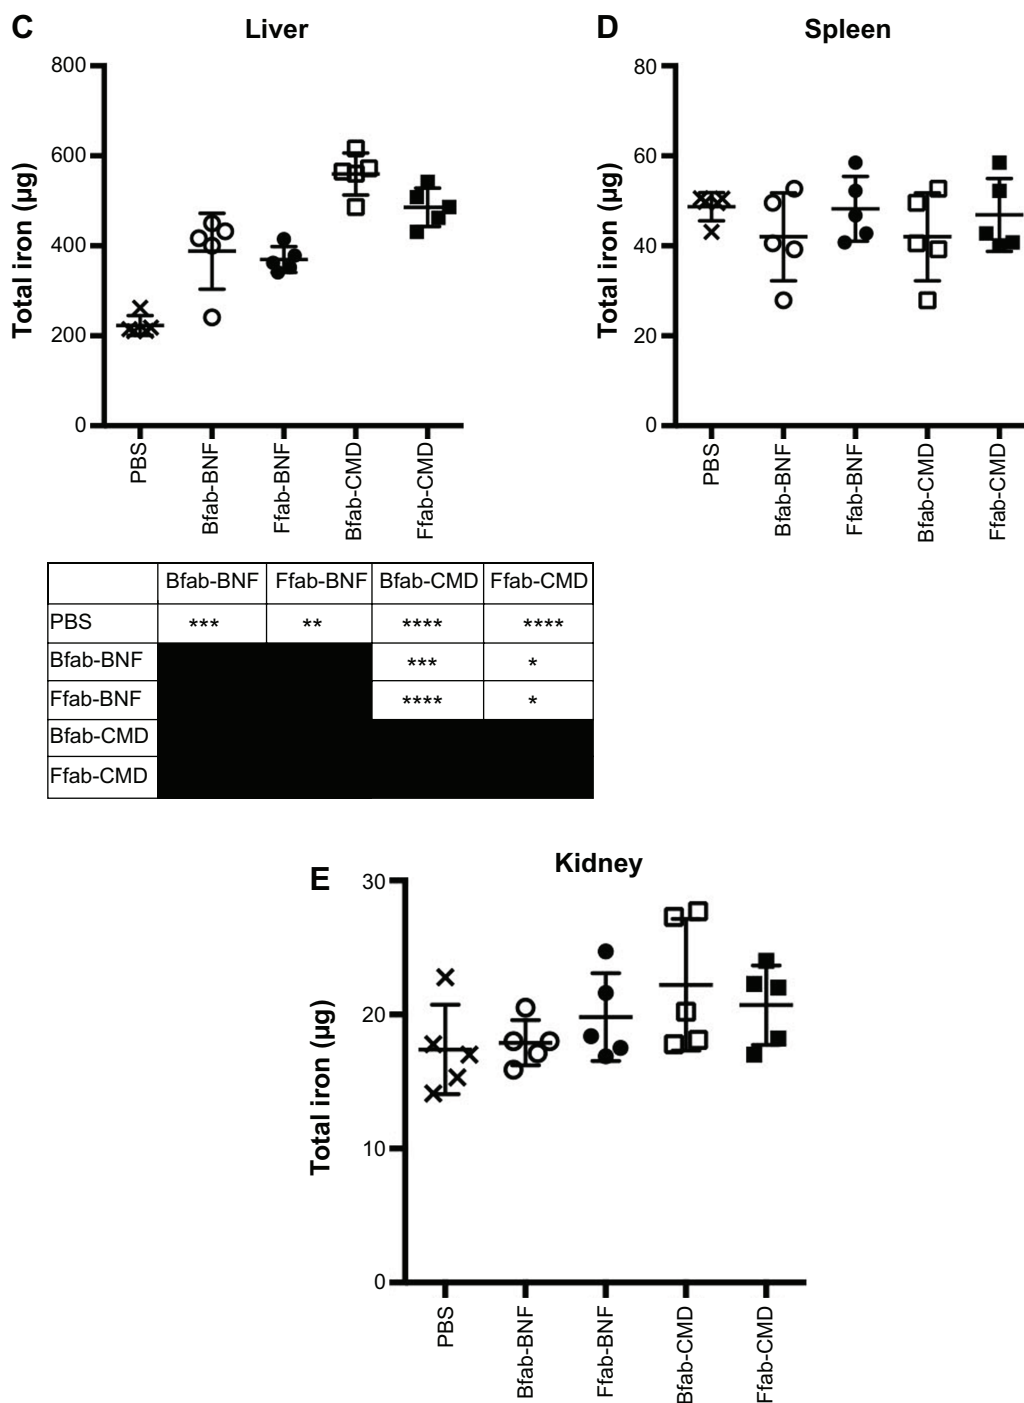 C
Liver
Total iron (µg)
800
600
400
200
0
PBS
Bfab-BNF
Ffab-BNF
Bfab-CMD
Ffab-CMD
D
Spleen
Total iron (µg)
80
60
40
20
0
PBS
Bfab-BNF
Ffab-BNF
Bfab-CMD
Ffab-CMD
Bfab-BNF Ffab-BNF Bfab-CMD Ffab-CMD
PBS *** ** **** ****
Bfab-BNF *** *
Ffab-BNF **** *
Bfab-CMD
Ffab-CMD
E
Kidney
Total iron (µg)
30
20
10
0
PBS
Bfab-BNF
Ffab-BNF
Bfab-CMD
Ffab-CMD